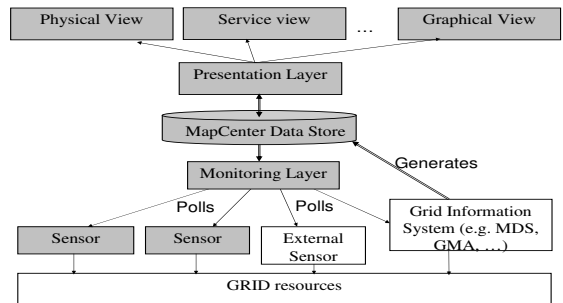 Physical View
Service view
...
Graphical View
Presentation Layer
MapCenter Data Store
Generates
Monitoring Layer
Polls
Polls
Sensor
Sensor
External
Sensor
Grid Information
System (e.g. MDS,
GMA, ...)
GRID resources